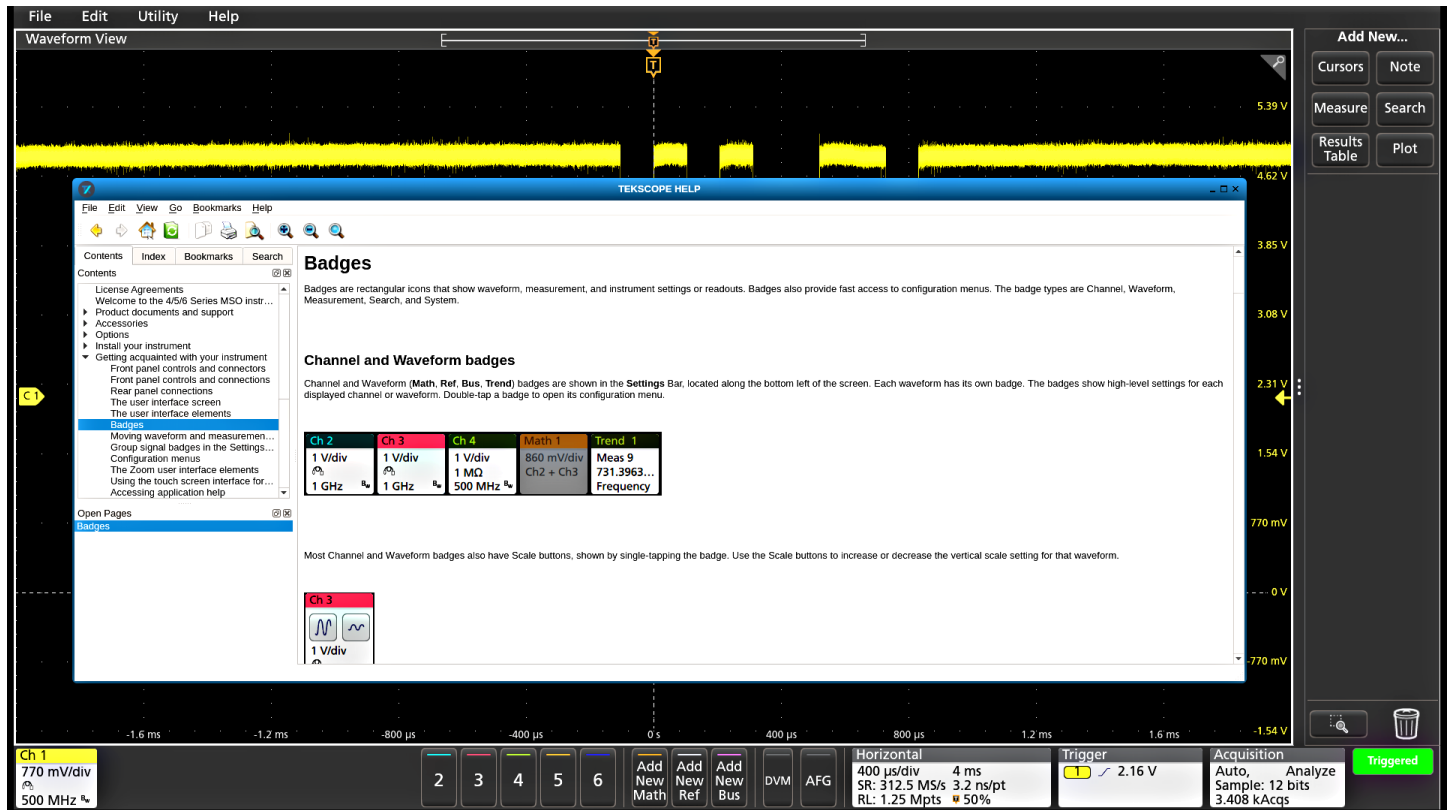 File Edit Utility Help
Waveform View
T
T
Add New...
Cursors Note
Measure Search
Results Table Plot
5.39 V
4.62 V
3.85 V
3.08 V
2.31 V
1.54 V
770 mV
0 V
-770 mV
-1.54 V
C 1
TEKSCOPE HELP
File Edit View Go Bookmarks Help
Contents Index Bookmarks Search
Contents
License Agreements
Welcome to the 4/5/6 Series MSO instr...
Product documents and support
Accessories
Options
Install your instrument
Getting acquainted with your instrument
Front panel controls and connectors
Front panel controls and connections
Rear panel connections
The user interface screen
The user interface elements
Badges
Moving waveform and measuremen...
Group signal badges in the Settings...
Configuration menus
The Zoom user interface elements
Using the touch screen interface for...
Accessing application help
Open Pages
Badges
Badges
Badges are rectangular icons that show waveform, measurement, and instrument settings or readouts. Badges also provide fast access to configuration menus. The badge types are Channel, Waveform,
Measurement, Search, and System.
Channel and Waveform badges
Channel and Waveform (Math, Ref, Bus, Trend) badges are shown in the Settings Bar, located along the bottom left of the screen. Each waveform has its own badge. The badges show high-level settings for each
displayed channel or waveform. Double-tap a badge to open its configuration menu.
Ch 2 Ch 3 Ch 4 Math 1 Trend 1
1 V/div 1 V/div 1 V/div 860 mV/div Meas 9
1 MΩ Ch2 + Ch3 731.3963...
1 GHz Bw 1 GHz Bw 500 MHz Bw Frequency
Most Channel and Waveform badges also have Scale buttons, shown by single-tapping the badge. Use the Scale buttons to increase or decrease the vertical scale setting for that waveform.
Ch 3
1 V/div
-1.6 ms -1.2 ms -800 µs -400 µs 0 s 400 µs 800 µs 1.2 ms 1.6 ms
Ch 1
770 mV/div
500 MHz Bw
2 3 4 5 6
Add New Math
Add New Ref
Add New Bus
DVM AFG
Horizontal
400 µs/div 4 ms
SR: 312.5 MS/s 3.2 ns/pt
RL: 1.25 Mpts 50%
Trigger
1 2.16 V
Acquisition
Auto, Analyze
Sample: 12 bits
3.408 kAcqs
Triggered